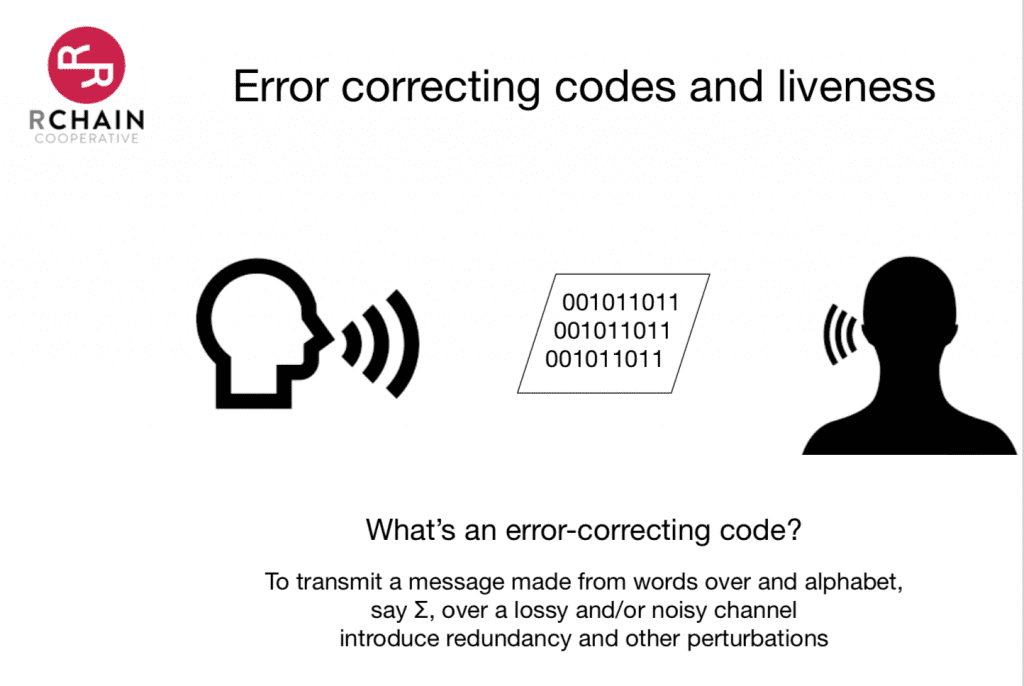 RCHAIN
COOPERATIVE
Error correcting codes and liveness
001011011
001011011
001011011
What’s an error-correcting code?
To transmit a message made from words over and alphabet,
say Σ, over a lossy and/or noisy channel
introduce redundancy and other perturbations